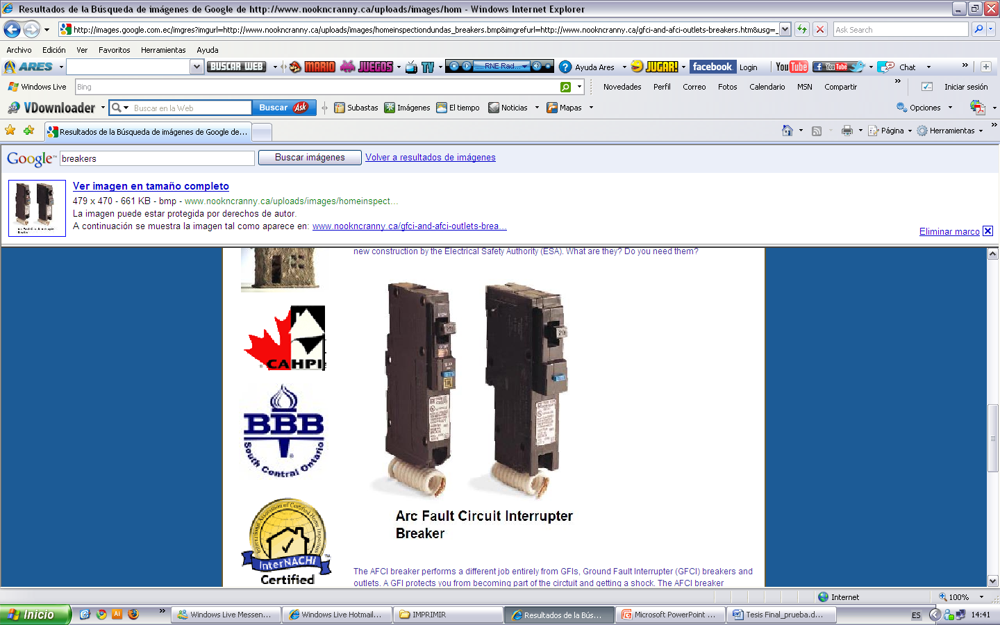 Resultados de la Búsqueda de imágenes de Google de http://www.nookncranny.ca/uploads/images/hom - Windows Internet Explorer
http://images.google.com.ec/imgres?imgurl=http://www.nookncranny.ca/uploads/images/homeinspectiondundas_breakers.bmp&imgrefurl=http://www.nookncranny.ca/gfci-and-afci-outlets-breakers.htm&usg=_
Ask Search
Archivo Edición Ver Favoritos Herramientas Ayuda
ARES BUSCAR WEB MARIO JUEGOS TV RNE Rad... Ayuda Ares JUGAR! facebook Login YouTube YouTube Chat
Windows Live Bing Novedades Perfil Correo Fotos Calendario MSN Compartir Iniciar sesión
VDownloader Buscar en la Web Buscar Ask Subastas Imágenes El tiempo Noticias Mapas Opciones
Resultados de la Búsqueda de imágenes de Google de... Página Herramientas
Google™ breakers Buscar imágenes Volver a resultados de imágenes
Ver imagen en tamaño completo
479 x 470 - 661 KB - bmp - www.nookncranny.ca/uploads/images/homeinspect...
La imagen puede estar protegida por derechos de autor.
A continuación se muestra la imagen tal como aparece en: www.nookncranny.ca/gfci-and-afci-outlets-brea...
Eliminar marco
new construction by the Electrical Safety Authority (ESA). What are they? Do you need them?
CAHPI
BBB
South Central Ontario
InterNACHI
Certified
20
Arc Fault Circuit Interrupter
Breaker
The AFCI breaker performs a different job entirely from GFIs, Ground Fault Interrupter (GFCI) breakers and
outlets. A GFI protects you from becoming part of the circtuit and getting a shock. The AFCI breaker
Internet 100%
Inicio Windows Live Messen... Windows Live Hotmail... IMPRIMIR Resultados de la Bús... Microsoft PowerPoint ... Tesis Final_prueba.d... ES 14:41